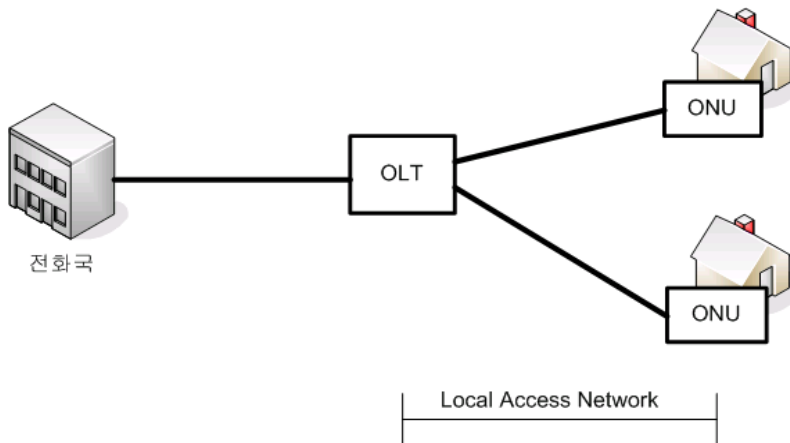 ONU
OLT
전화국
ONU
Local Access Network